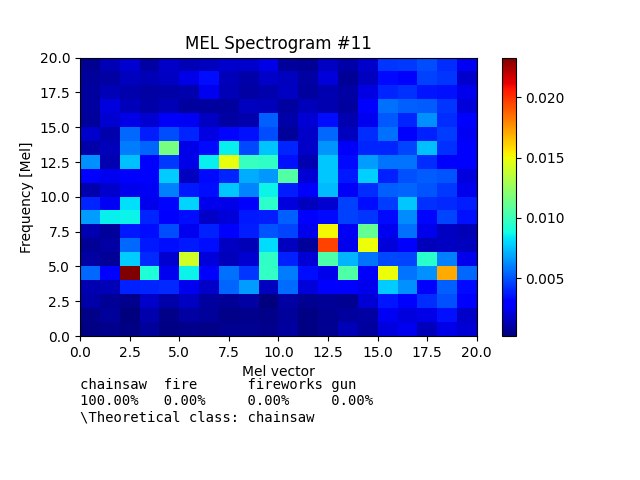 MEL Spectrogram #11
Frequency [Mel]
20.0
17.5
15.0
12.5
10.0
7.5
5.0
2.5
0.0
0.0 2.5 5.0 7.5 10.0 12.5 15.0 17.5 20.0
Mel vector
0.020
0.015
0.010
0.005
chainsaw fire fireworks gun
100.00% 0.00% 0.00% 0.00%
\Theoretical class: chainsaw